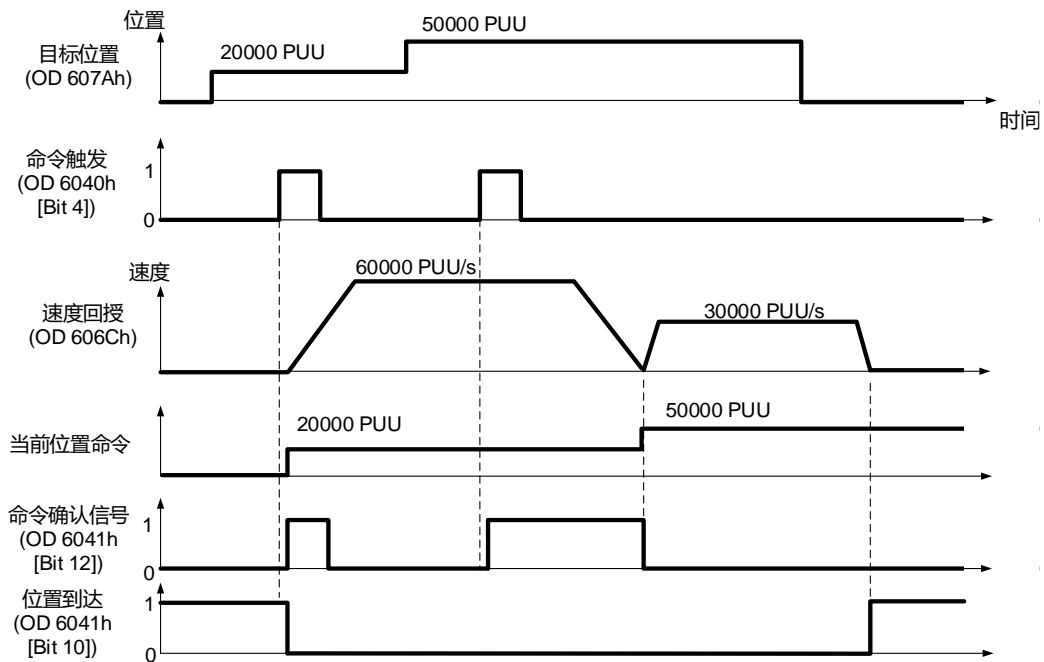 位置
目标位置
(OD 607Ah)
20000 PUU
50000 PUU
时间
命令触发
(OD 6040h
[Bit 4])
1
0
速度
速度回授
(OD 606Ch)
60000 PUU/s
30000 PUU/s
当前位置命令
20000 PUU
50000 PUU
命令确认信号
(OD 6041h
[Bit 12])
1
0
位置到达
(OD 6041h
[Bit 10])
1
0